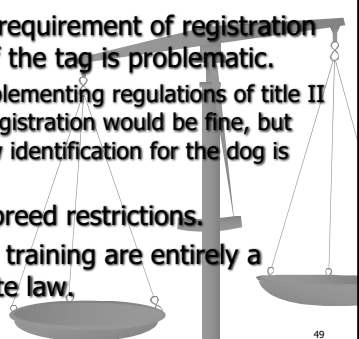 requirement of registration
f the tag is problematic.
plementing regulations of title II
gistration would be fine, but
y identification for the dog is
breed restrictions.
training are entirely a
te law.
49